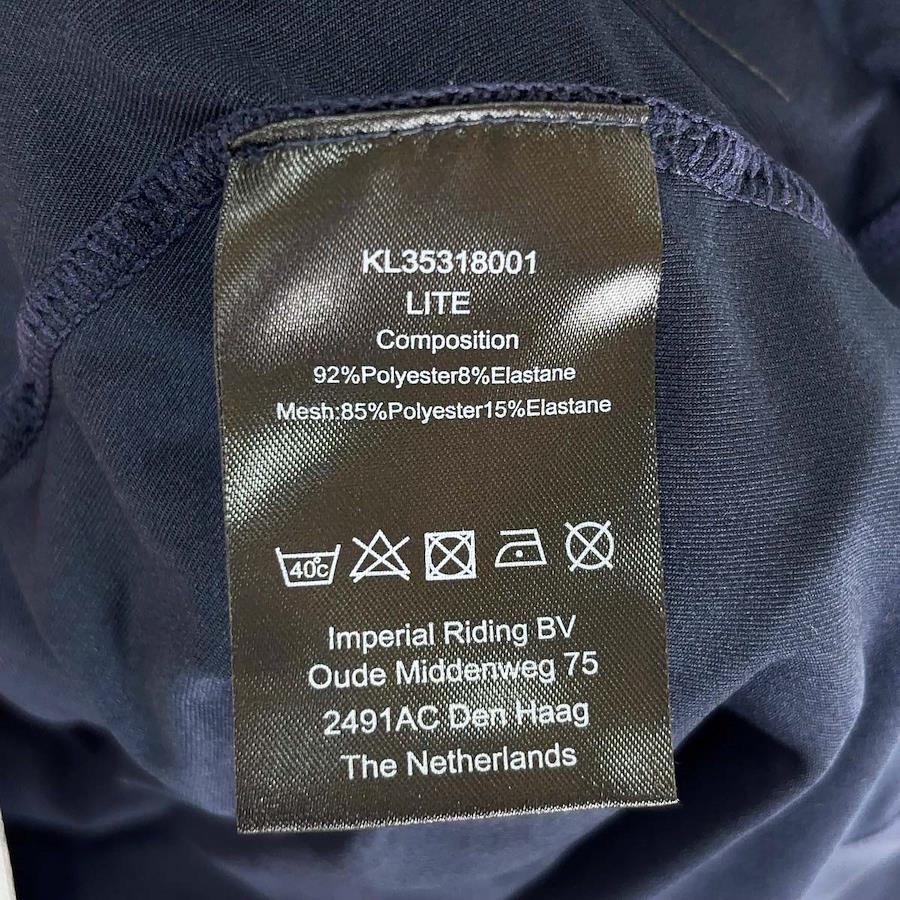 KL35318001
LITE
Composition
92%Polyester8%Elastane
Mesh:85%Polyester15%Elastane
40°c
Imperial Riding BV
Oude Middenweg 75
2491AC Den Haag
The Netherlands